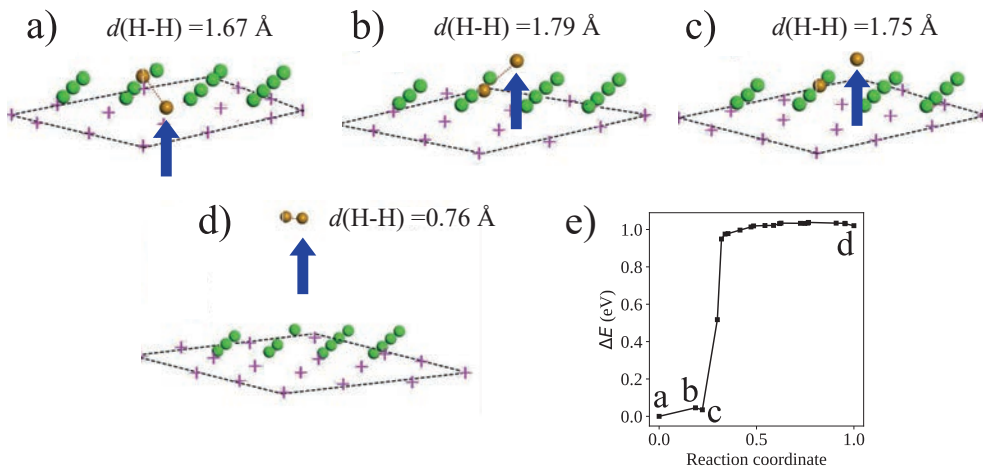 a) d(H-H) =1.67 Å
b) d(H-H) =1.79 Å
c) d(H-H) =1.75 Å
d) d(H-H) =0.76 Å
e)
1.0
0.8
0.6
0.4
0.2
0.0
ΔE (eV)
a
b
c
d
0.0 0.5 1.0
Reaction coordinate